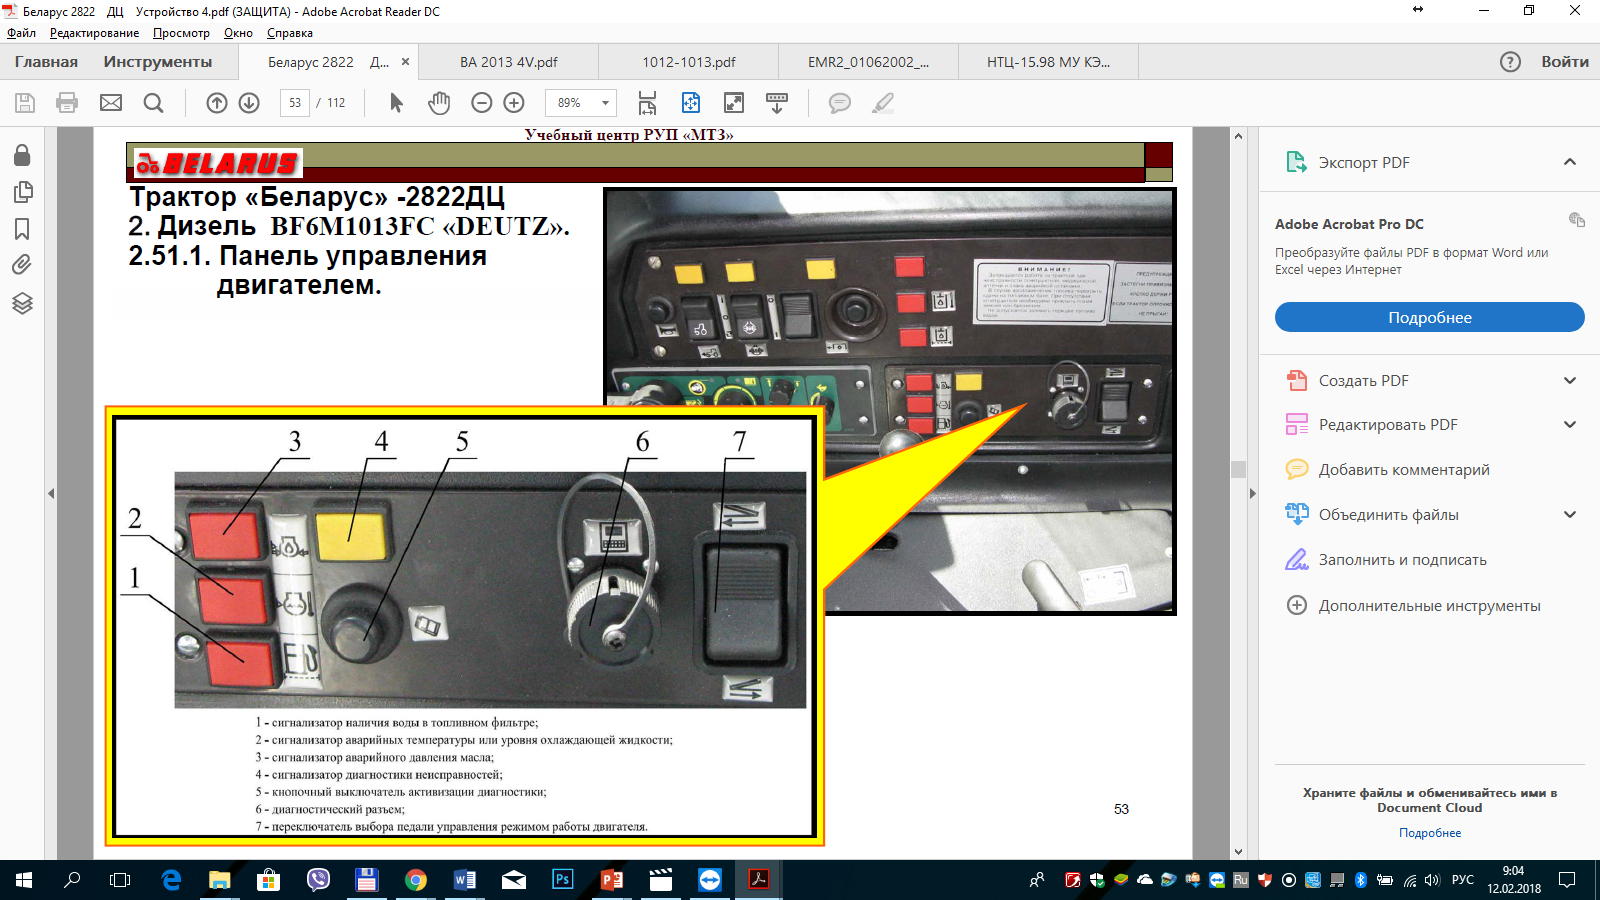 Беларус 2822 ДЦ Устройство 4.pdf (ЗАЩИТА) - Adobe Acrobat Reader DC
Файл Редактирование Просмотр Окно Справка
Главная Инструменты Беларус 2822 Д... × BA 2013 4V.pdf 1012-1013.pdf EMR2_01062002_... НТЦ-15.98 МУ КЭ... Войти
53 / 112 89%
Учебный центр РУП «МТЗ»
BELARUS
Трактор «Беларус» -2822ДЦ
2. Дизель BF6M1013FC «DEUTZ».
2.51.1. Панель управления
двигателем.
ВНИМАНИЕ!
3 4 5 6 7
2
1
1 - сигнализатор наличия воды в топливном фильтре;
2 - сигнализатор аварийных температуры или уровня охлаждающей жидкости;
3 - сигнализатор аварийного давления масла;
4 - сигнализатор диагностики неисправностей;
5 - кнопочный выключатель активизации диагностики;
6 - диагностический разъем;
7 - переключатель выбора педали управления режимом работы двигателя.
53
Экспорт PDF
Adobe Acrobat Pro DC
Преобразуйте файлы PDF в формат Word или
Excel через Интернет
Подробнее
Создать PDF
Редактировать PDF
Добавить комментарий
Объединить файлы
Заполнить и подписать
Дополнительные инструменты
Храните файлы и обменивайтесь ими в
Document Cloud
Подробнее
Ru РУС 9:04
12.02.2018